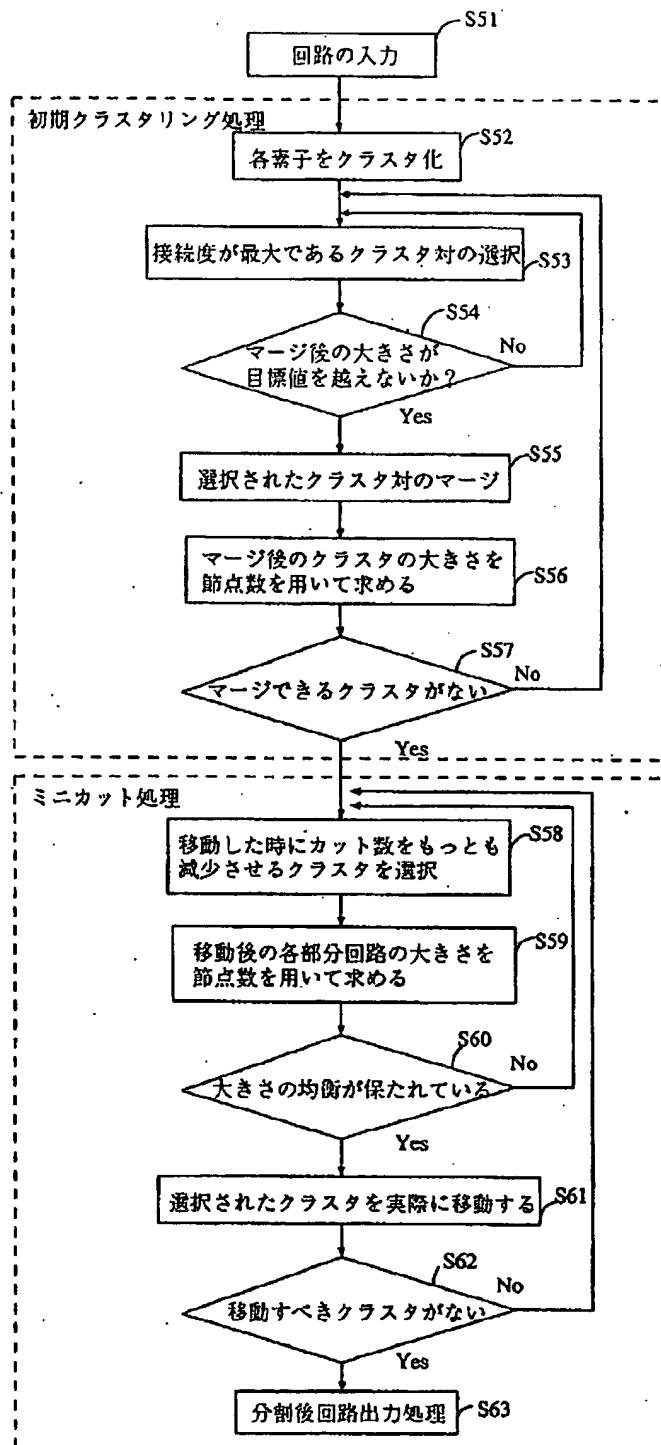 S51
回路の入力
初期クラスタリング処理
S52
各素子をクラスタ化
接続度が最大であるクラスタ対の選択
S53
S54
マージ後の大きさが
目標値を越えないか?
No
Yes
S55
選択されたクラスタ対のマージ
マージ後のクラスタの大きさを
節点数を用いて求める
S56
S57
マージできるクラスタがない
No
Yes
ミニカット処理
移動した時にカット数をもっとも
減少させるクラスタを選択
S58
移動後の各部分回路の大きさを
節点数を用いて求める
S59
S60
大きさの均衡が保たれている
No
Yes
選択されたクラスタを実際に移動する
S61
S62
移動すべきクラスタがない
No
Yes
分割後回路出力処理
S63